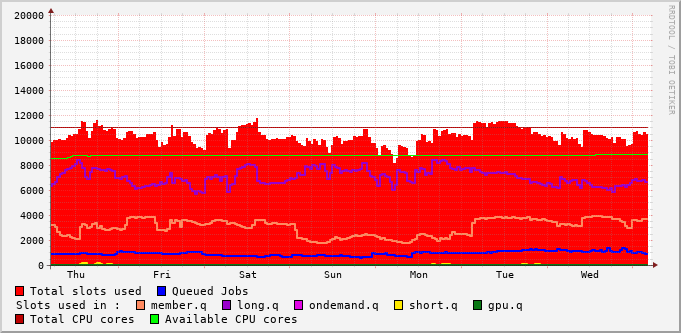 20000
18000
16000
14000
12000
10000
8000
6000
4000
2000
0
Thu Fri Sat Sun Mon Tue Wed
Total slots used Queued Jobs
Slots used in : member.q long.q ondemand.q short.q gpu.q
Total CPU cores Available CPU cores
RRDTOOL / TOBI OETIKER